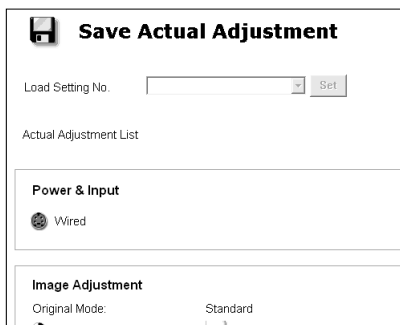 Save Actual Adjustment
Load Setting No. Set
Actual Adjustment List
Power & Input
Wired
Image Adjustment
Original Mode: Standard